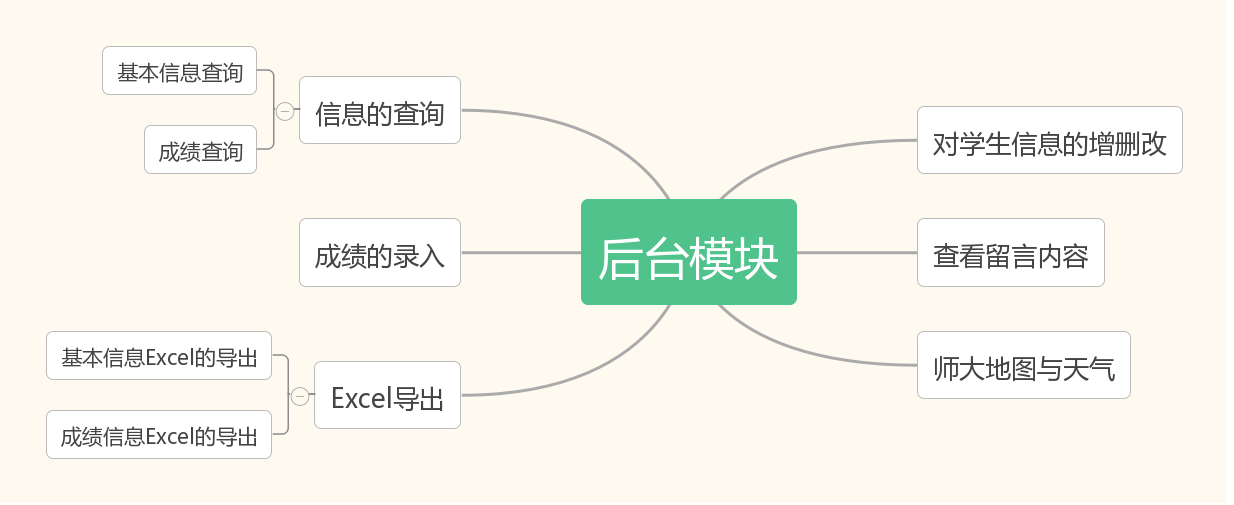 基本信息查询
成绩查询
信息的查询
成绩的录入
基本信息Excel的导出
成绩信息Excel的导出
Excel导出
后台模块
对学生信息的增删改
查看留言内容
师大地图与天气